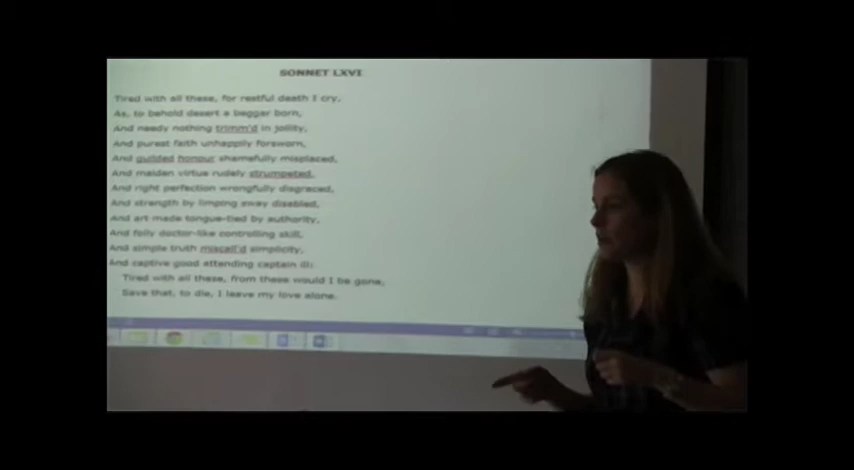 SONNET LXVI
Tired with all these, for restful death I cry,
As, to behold desert a beggar born,
And needy nothing trimm'd in jollity,
And purest faith unhappily forsworn,
And guilded honour shamefully misplaced,
And maiden virtue rudely strumpeted,
And right perfection wrongfully disgraced,
And strength by limping sway disabled,
And art made tongue-tied by authority,
And folly doctor-like controlling skill,
And simple truth miscall'd simplicity,
And captive good attending captain ill:
Tired with all these, from these would I be gone,
Save that, to die, I leave my love alone.